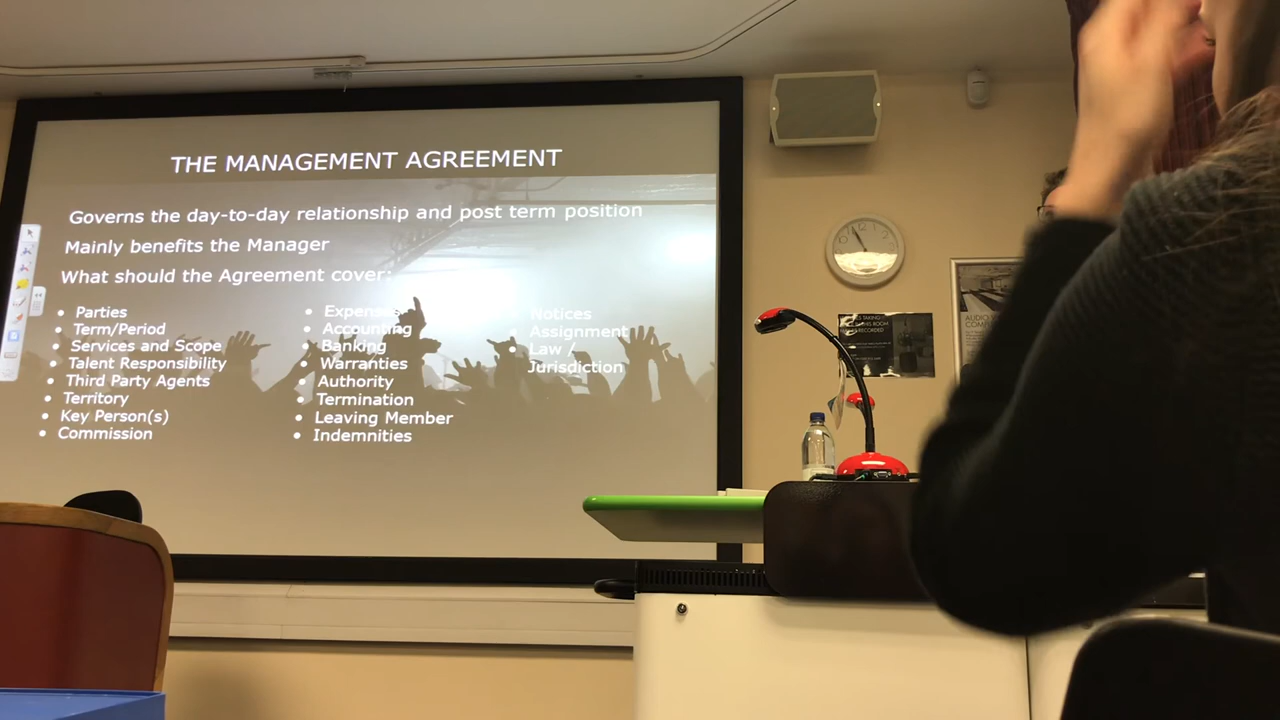 THE MANAGEMENT AGREEMENT
Governs the day-to-day relationship and post term position
Mainly benefits the Manager
What should the Agreement cover:
• Parties
• Term/Period
• Services and Scope
• Talent Responsibility
• Third Party Agents
• Territory
• Key Person(s)
• Commission
• Expenses
• Accounting
• Banking
• Warranties
• Authority
• Termination
• Leaving Member
• Indemnities
• Notices
• Assignment
• Law /
Jurisdiction
AUDIO